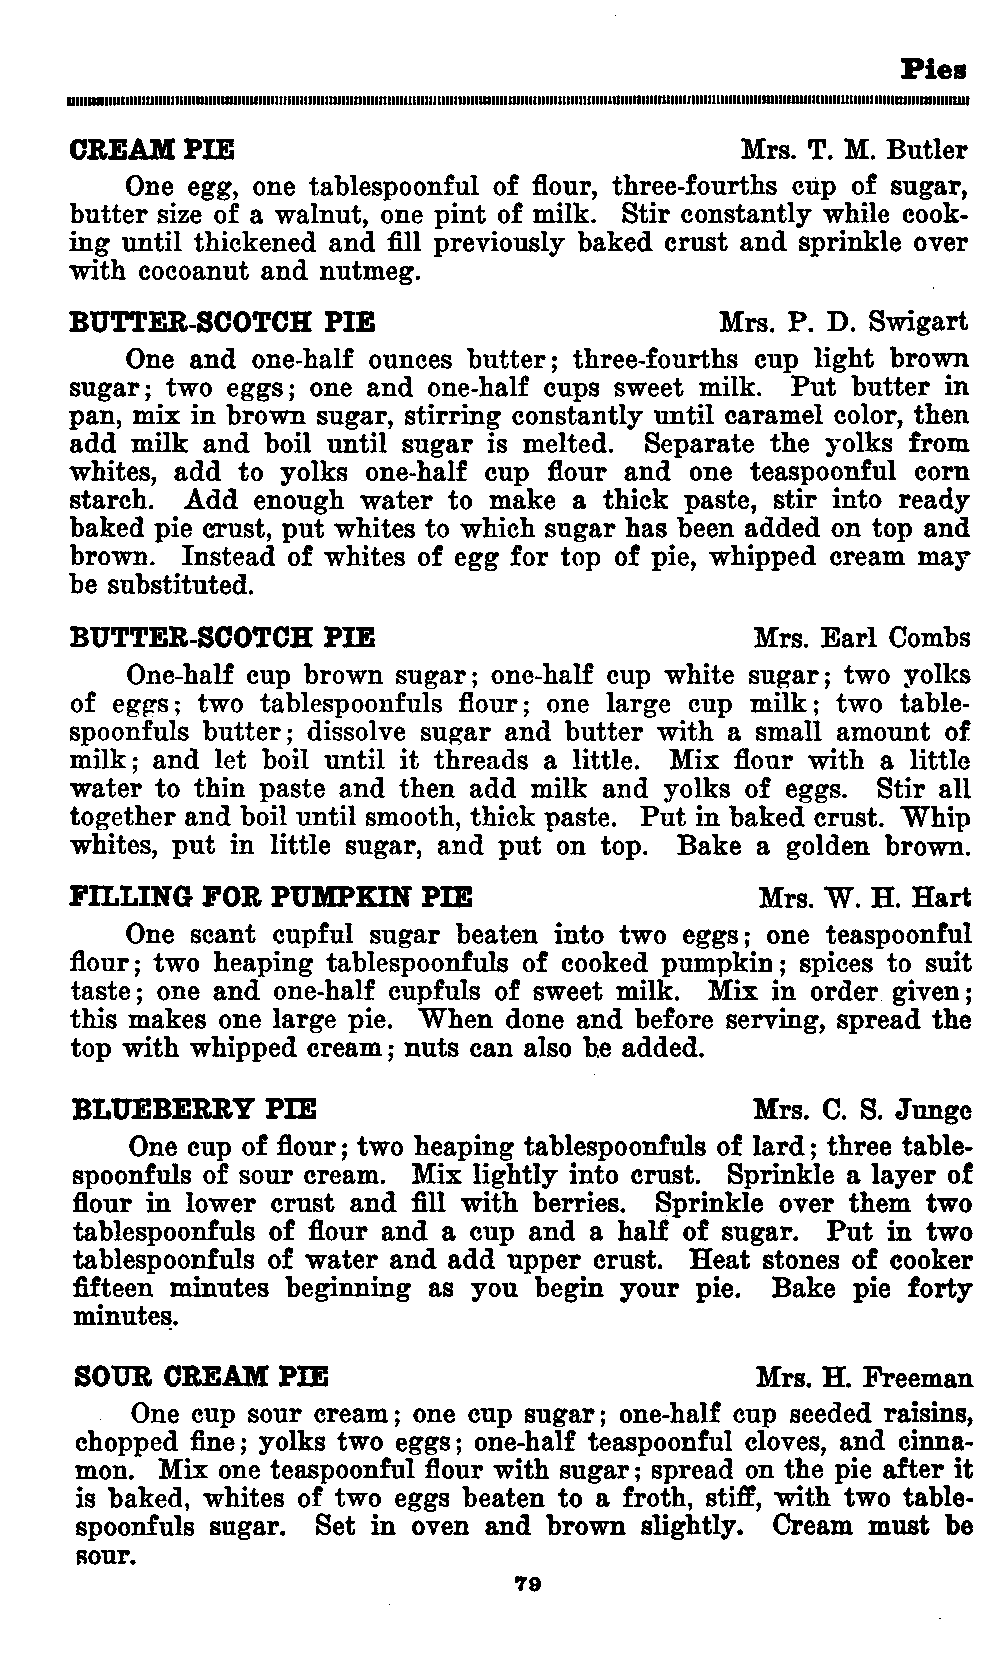 Pies
CREAM PIE Mrs. T. M. Butler
One egg, one tablespoonful of flour, three-fourths cup of sugar,
butter size of a walnut, one pint of milk. Stir constantly while cook-
ing until thickened and fill previously baked crust and sprinkle over
with cocoanut and nutmeg.
BUTTER-SCOTCH PIE Mrs. P. D. Swigart
One and one-half ounces butter; three-fourths cup light brown
sugar; two eggs; one and one-half cups sweet milk. Put butter in
pan, mix in brown sugar, stirring constantly until caramel color, then
add milk and boil until sugar is melted. Separate the yolks from
whites, add to yolks one-half cup flour and one teaspoonful corn
starch. Add enough water to make a thick paste, stir into ready
baked pie crust, put whites to which sugar has been added on top and
brown. Instead of whites of egg for top of pie, whipped cream may
be substituted.
BUTTER-SCOTCH PIE Mrs. Earl Combs
One-half cup brown sugar; one-half cup white sugar; two yolks
of eggs; two tablespoonfuls flour; one large cup milk; two table-
spoonfuls butter; dissolve sugar and butter with a small amount of
milk; and let boil until it threads a little. Mix flour with a little
water to thin paste and then add milk and yolks of eggs. Stir all
together and boil until smooth, thick paste. Put in baked crust. Whip
whites, put in little sugar, and put on top. Bake a golden brown.
FILLING FOR PUMPKIN PIE Mrs. W. H. Hart
One scant cupful sugar beaten into two eggs; one teaspoonful
flour; two heaping tablespoonfuls of cooked pumpkin; spices to suit
taste; one and one-half cupfuls of sweet milk. Mix in order given;
this makes one large pie. When done and before serving, spread the
top with whipped cream; nuts can also be added.
BLUEBERRY PIE Mrs. C. S. Junge
One cup of flour; two heaping tablespoonfuls of lard; three table-
spoonfuls of sour cream. Mix lightly into crust. Sprinkle a layer of
flour in lower crust and fill with berries. Sprinkle over them two
tablespoonfuls of flour and a cup and a half of sugar. Put in two
tablespoonfuls of water and add upper crust. Heat stones of cooker
fifteen minutes beginning as you begin your pie. Bake pie forty
minutes.
SOUR CREAM PIE Mrs. H. Freeman
One cup sour cream; one cup sugar; one-half cup seeded raisins,
chopped fine; yolks two eggs; one-half teaspoonful cloves, and cinna-
mon. Mix one teaspoonful flour with sugar; spread on the pie after it
is baked, whites of two eggs beaten to a froth, stiff, with two table-
spoonfuls sugar. Set in oven and brown slightly. Cream must be
sour.
79